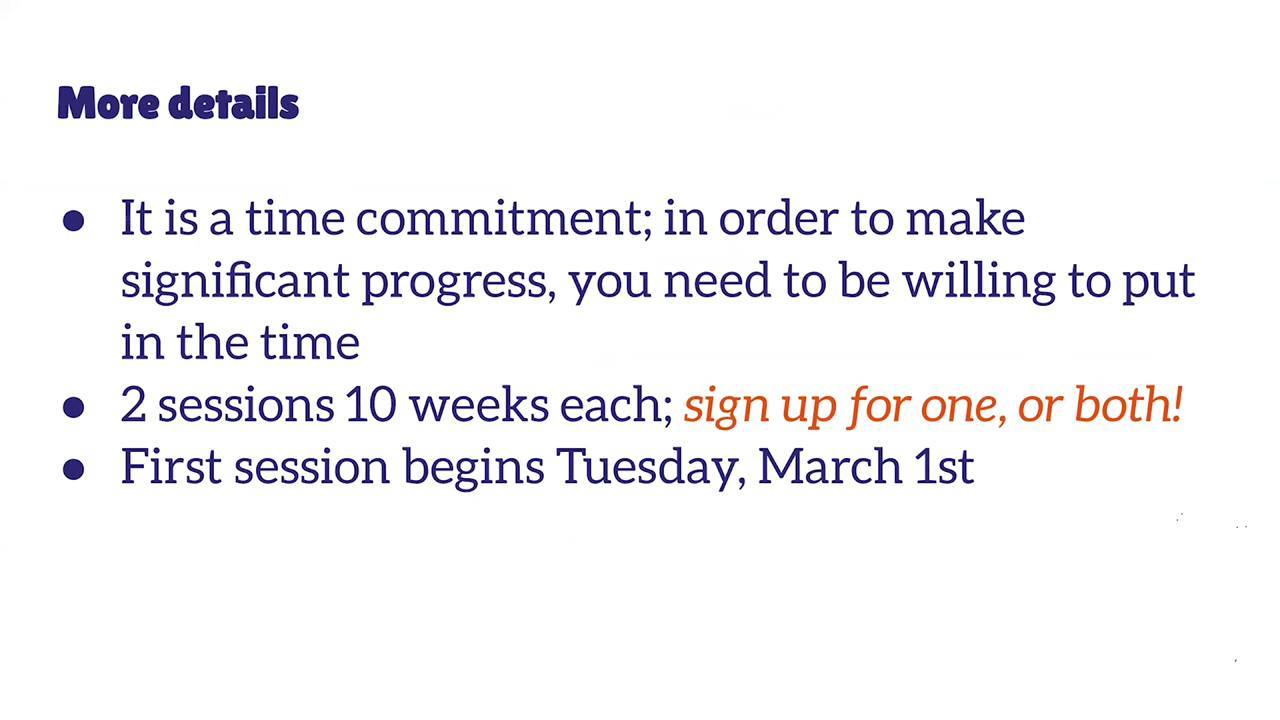 More details
● It is a time commitment; in order to make
significant progress, you need to be willing to put
in the time
● 2 sessions 10 weeks each; sign up for one, or both!
● First session begins Tuesday, March 1st